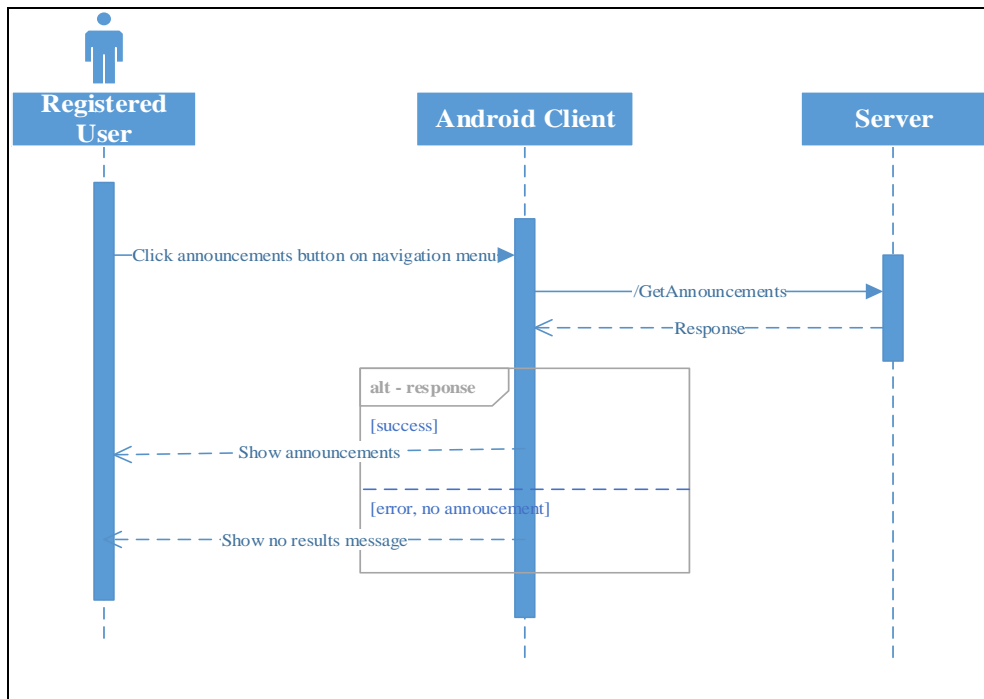 Registered
User
Android Client
Server
Click announcements button on navigation menu
/GetAnnouncements
Response
alt - response
[success]
Show announcements
[error, no annoucement]
Show no results message